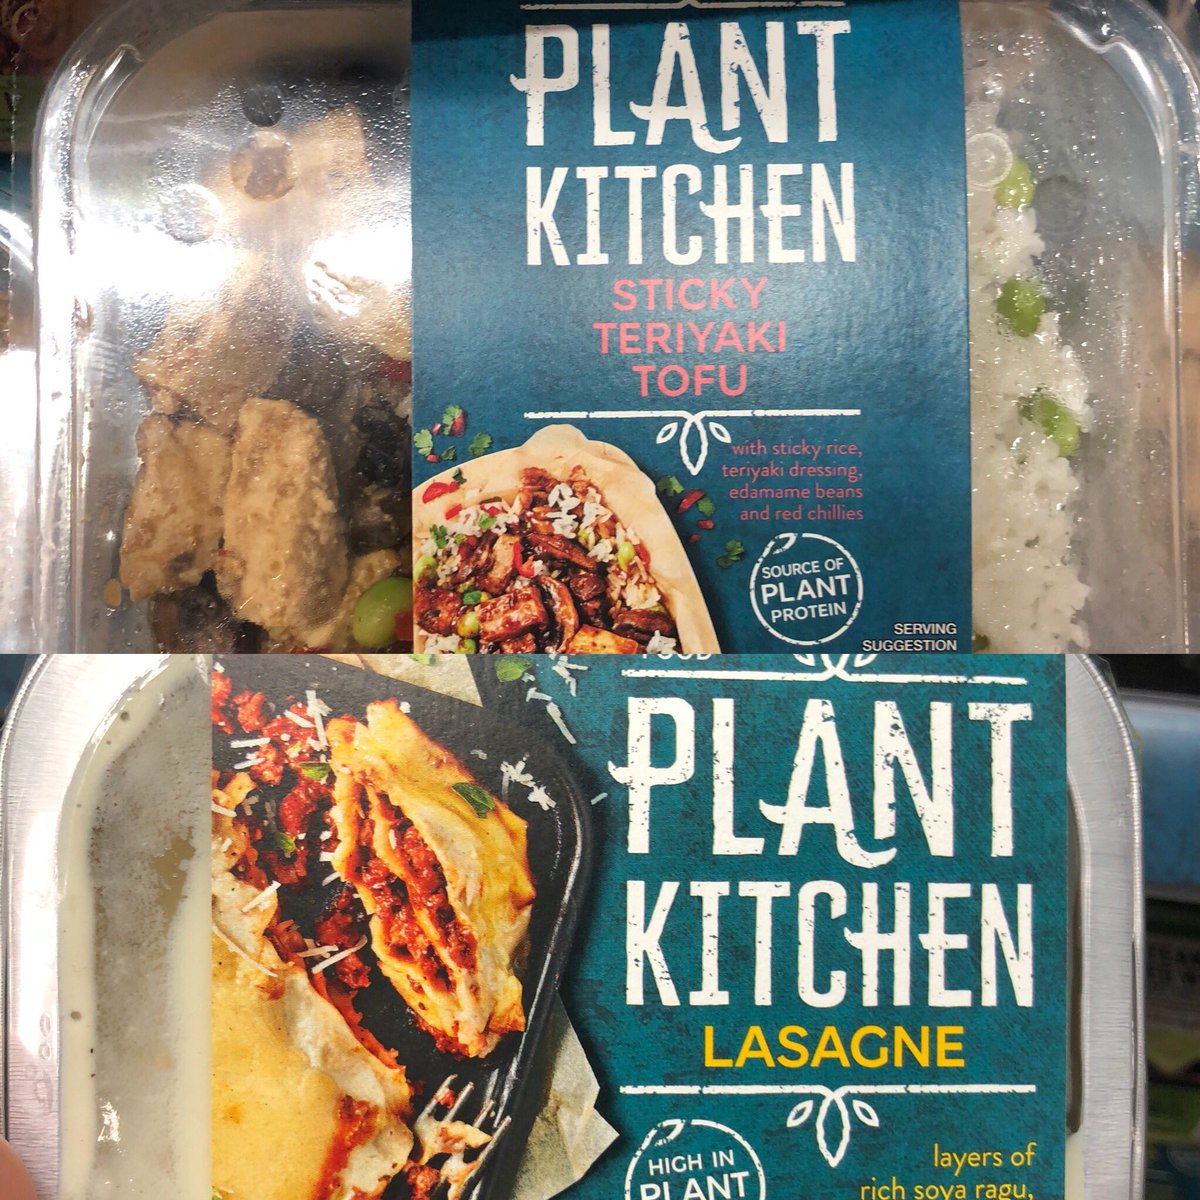 PLANT
KITCHEN
STICKY
TERIYAKI
TOFU
with sticky rice,
teriyaki dressing,
edamame beans
and red chillies
SOURCE OF
PLANT
PROTEIN
SERVING
SUGGESTION
PLANT
KITCHEN
LASAGNE
HIGH IN
PLANT
layers of
rich soya ragu,